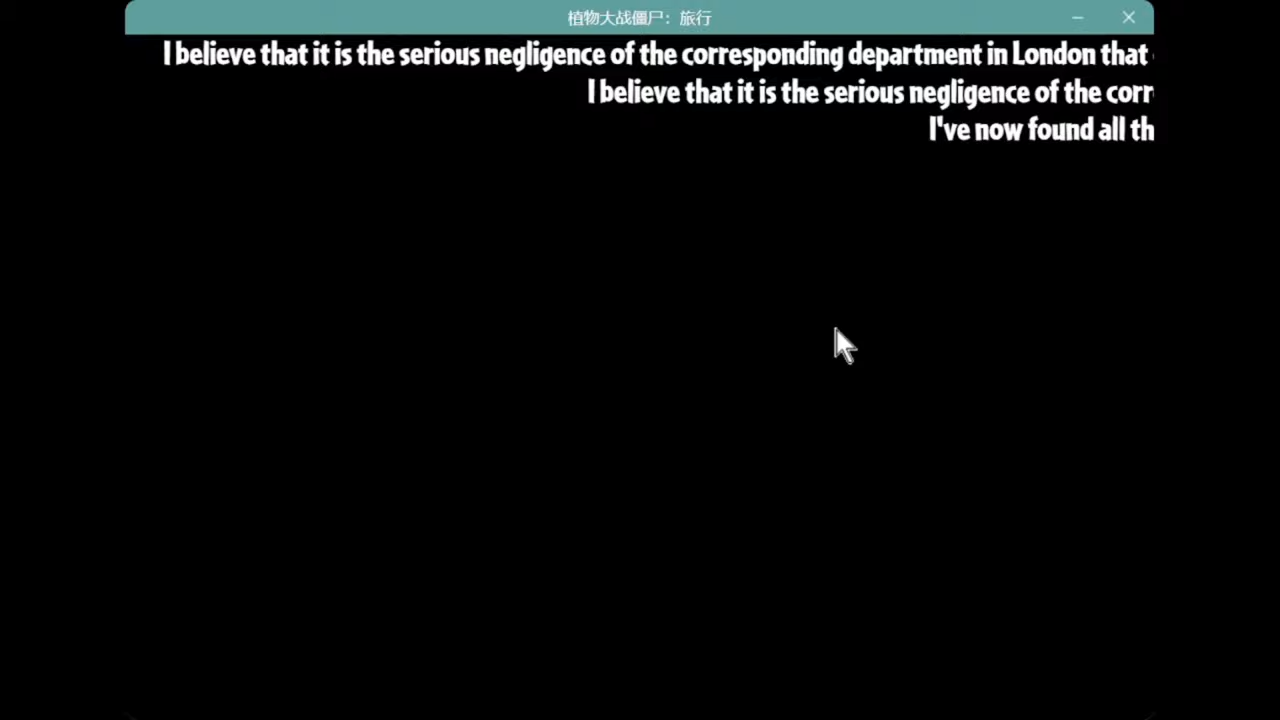 植物大战僵尸：旅行
I believe that it is the serious negligence of the corresponding department in London that
I believe that it is the serious negligence of the corr
I've now found all th